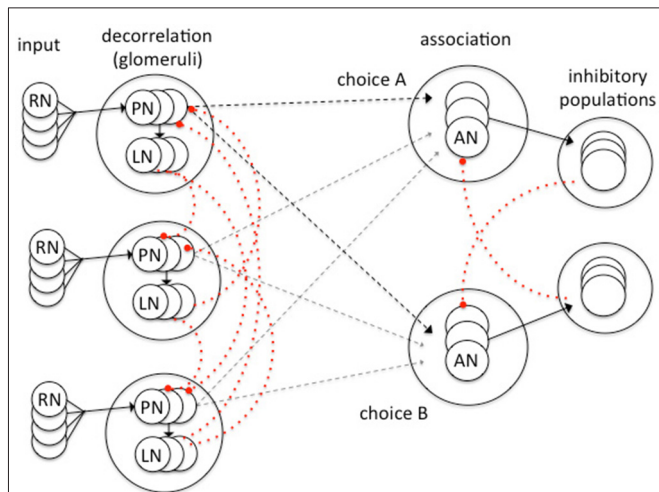 input
decorrelation
(glomeruli)
association
choice A
inhibitory
populations
RN
PN
LN
AN
RN
PN
LN
AN
choice B
RN
PN
LN